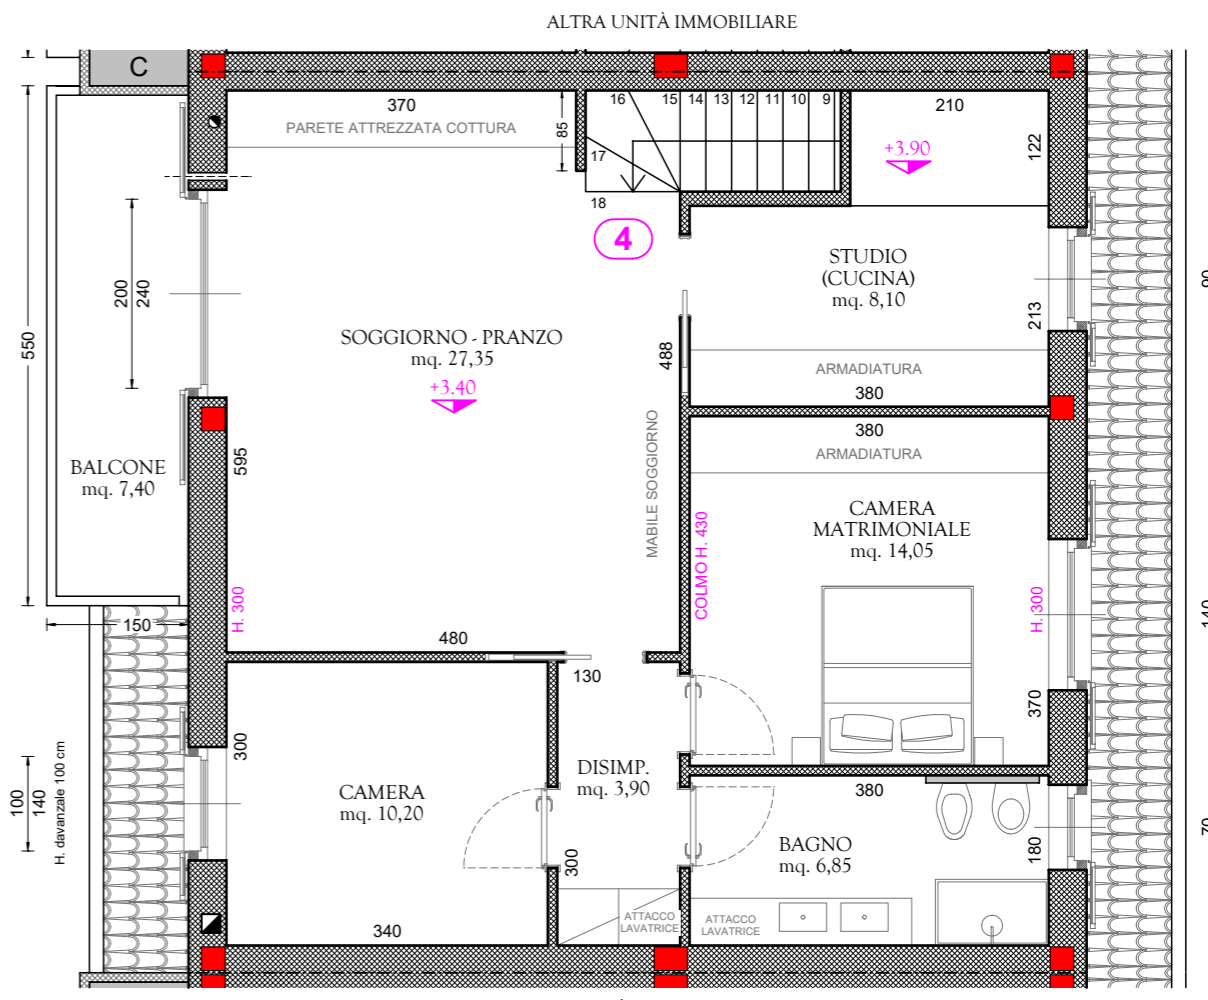 ALTRA UNITÀ IMMOBILIARE
C
370
PARETE ATTREZZATA COTTURA
85
16
15
14
13
12
11
10
9
17
18
210
122
+3.90
4
STUDIO
(CUCINA)
mq. 8,10
213
90
200
240
550
SOGGIORNO - PRANZO
mq. 27,35
+3.40
488
ARMADIATURA
380
380
ARMADIATURA
BALCONE
mq. 7,40
595
MABILE SOGGIORNO
CAMERA
MATRIMONIALE
mq. 14,05
COLMO H. 430
H. 300
H. 300
140
150
480
130
370
300
100
140
H. davanzale 100 cm
CAMERA
mq. 10,20
DISIMP.
mq. 3,90
380
BAGNO
mq. 6,85
180
70
300
340
ATTACCO
LAVATRICE
ATTACCO
LAVATRICE